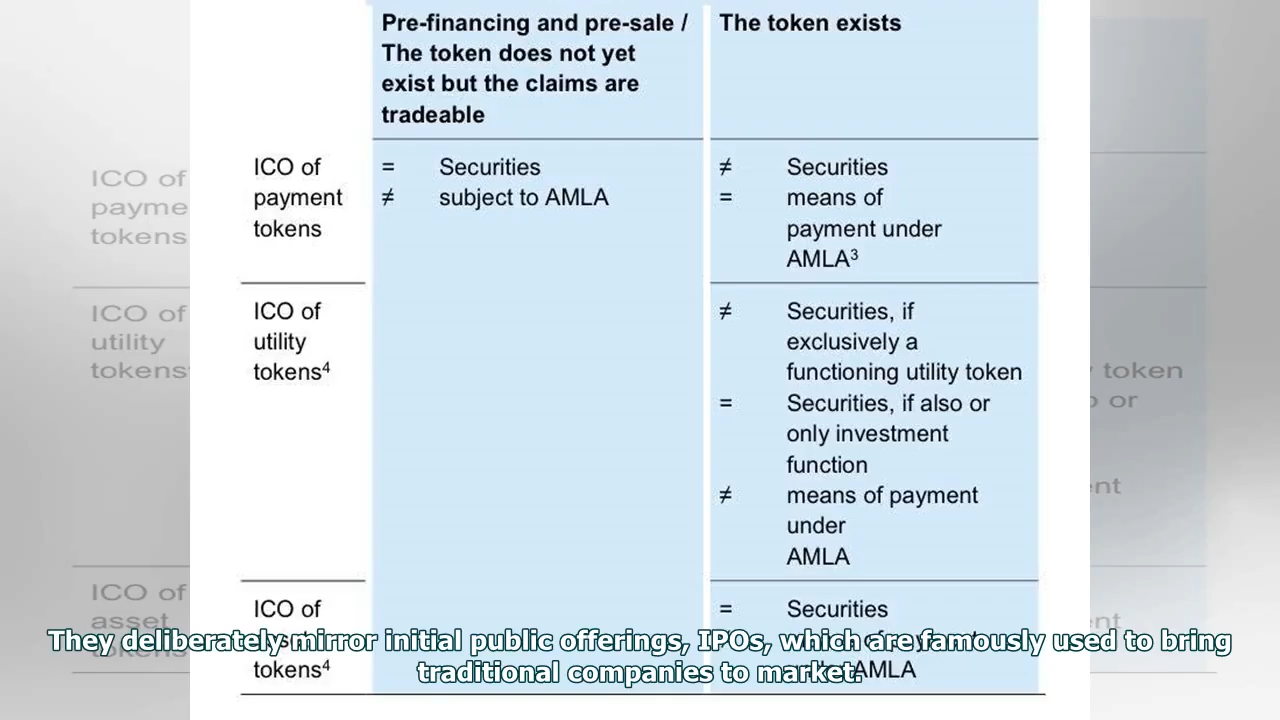 Pre-financing and pre-sale /
The token does not yet
exist but the claims are
tradeable
The token exists
ICO of
payment
tokens
= Securities
≠ subject to AMLA
≠ Securities
= means of
payment under
AMLA³
ICO of
utility
tokens⁴
≠ Securities, if
exclusively a
functioning utility token
= Securities, if also or
only investment
function
≠ means of payment
under
AMLA
ICO of
tokens⁴
= Securities
AMLA
They deliberately mirror initial public offerings, IPOs, which are famously used to bring
traditional companies to market.